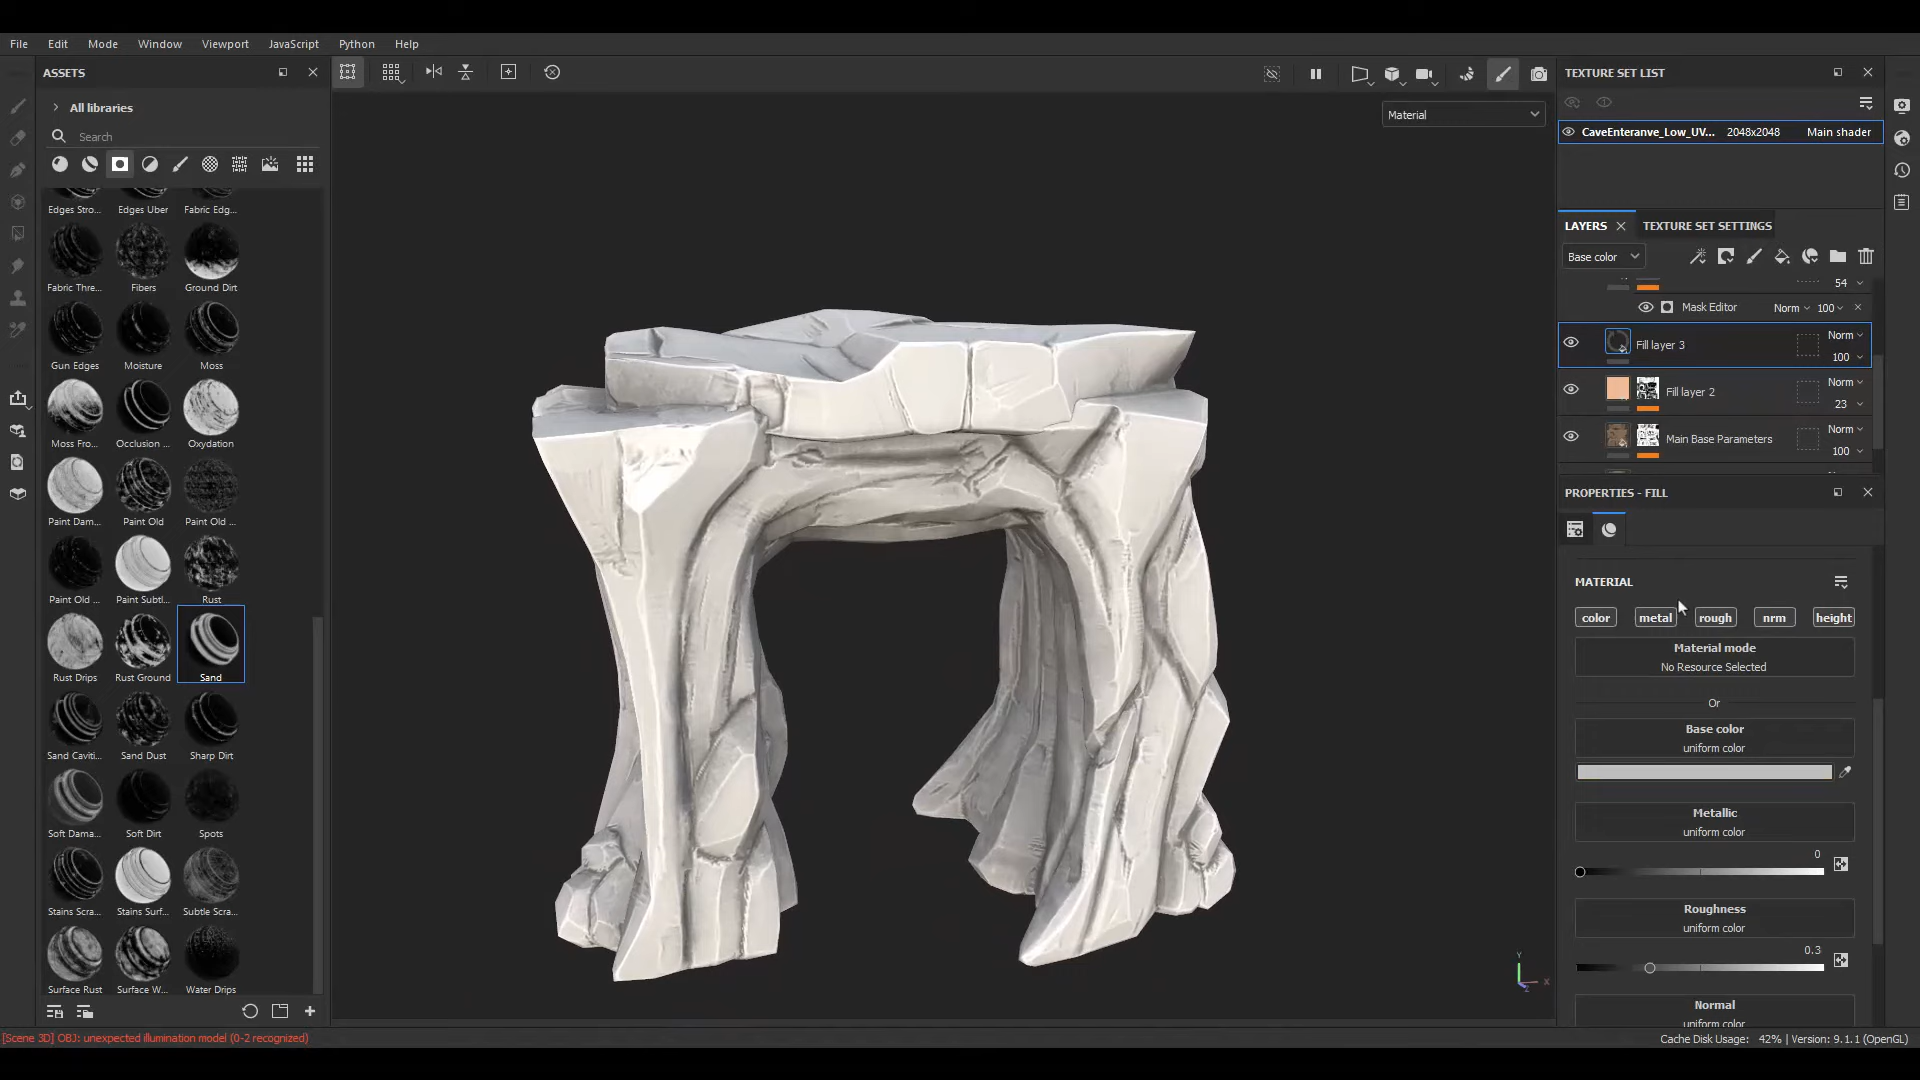 File Edit Mode Window Viewport JavaScript Python Help
ASSETS
All libraries
Search
Edges Stro... Edges Uber Fabric Edg...
Fabric Thre... Fibers Ground Dirt
Gun Edges Moisture Moss
Moss Fro... Occlusion ... Oxydation
Paint Dam... Paint Old Paint Old ...
Paint Old ... Paint Subtl... Rust
Rust Drips Rust Ground Sand
Sand Caviti... Sand Dust Sharp Dirt
Soft Dama... Soft Dirt Spots
Stains Scra... Stains Surf... Subtle Scra...
Surface Rust Surface W... Water Drips
Material
Y
X
Z
TEXTURE SET LIST
CaveEnteranve_Low_UV... 2048x2048 Main shader
LAYERS TEXTURE SET SETTINGS
Base color
54
Mask Editor Norm 100
Fill layer 3 Norm 100
Fill layer 2 Norm 23
Main Base Parameters Norm 100
PROPERTIES - FILL
MATERIAL
color metal rough nrm height
Material mode
No Resource Selected
Or
Base color
uniform color
Metallic
uniform color
0
Roughness
uniform color
0.3
Normal
uniform color
[Scene 3D] OBJ: unexpected illumination model (0-2 recognized)
Cache Disk Usage: 42% | Version: 9.1.1 (OpenGL)